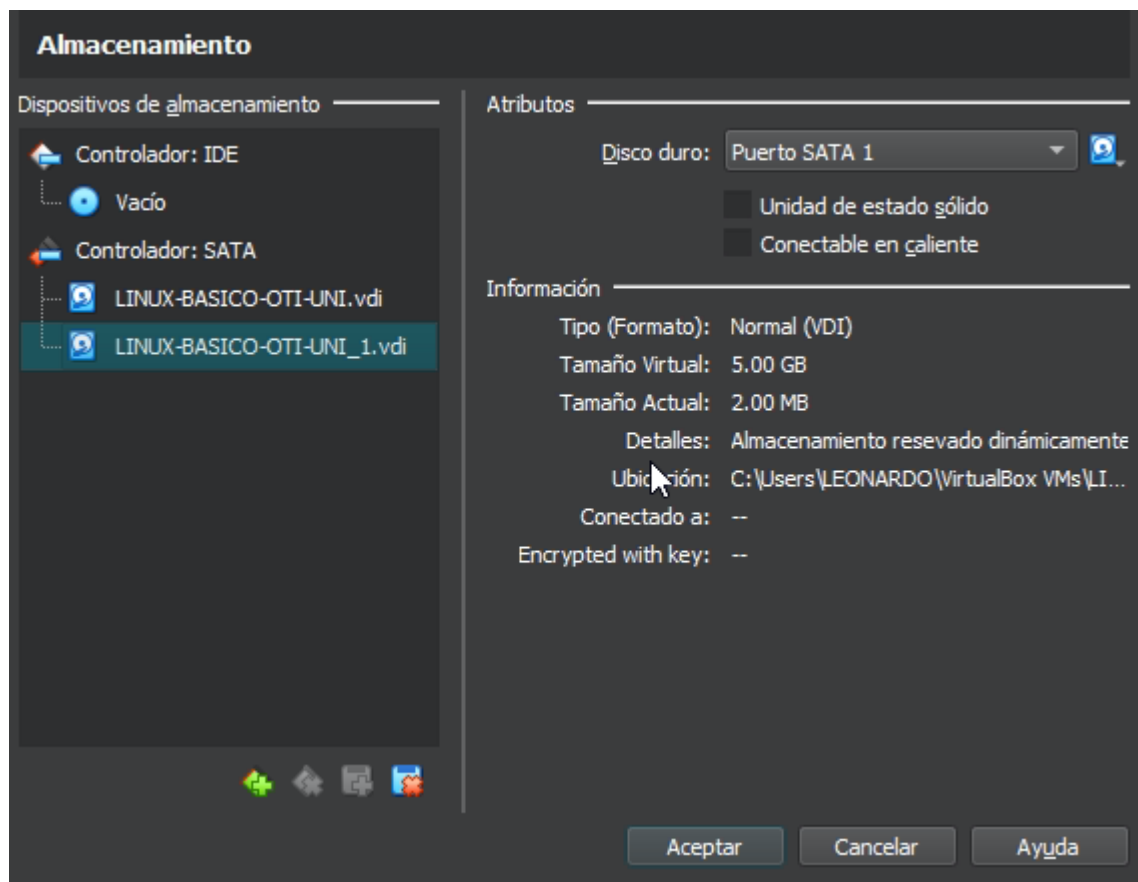 Almacenamiento
Dispositivos de almacenamiento
Controlador: IDE
Vacío
Controlador: SATA
LINUX-BASICO-OTI-UNI.vdi
LINUX-BASICO-OTI-UNI_1.vdi
Atributos
Disco duro: Puerto SATA 1
Unidad de estado sólido
Conectable en caliente
Información
Tipo (Formato): Normal (VDI)
Tamaño Virtual: 5.00 GB
Tamaño Actual: 2.00 MB
Detalles: Almacenamiento resevado dinámicamente
Ubicación: C:\Users\LEONARDO\VirtualBox VMs\LI...
Conectado a: --
Encrypted with key: --
Aceptar Cancelar Ayuda